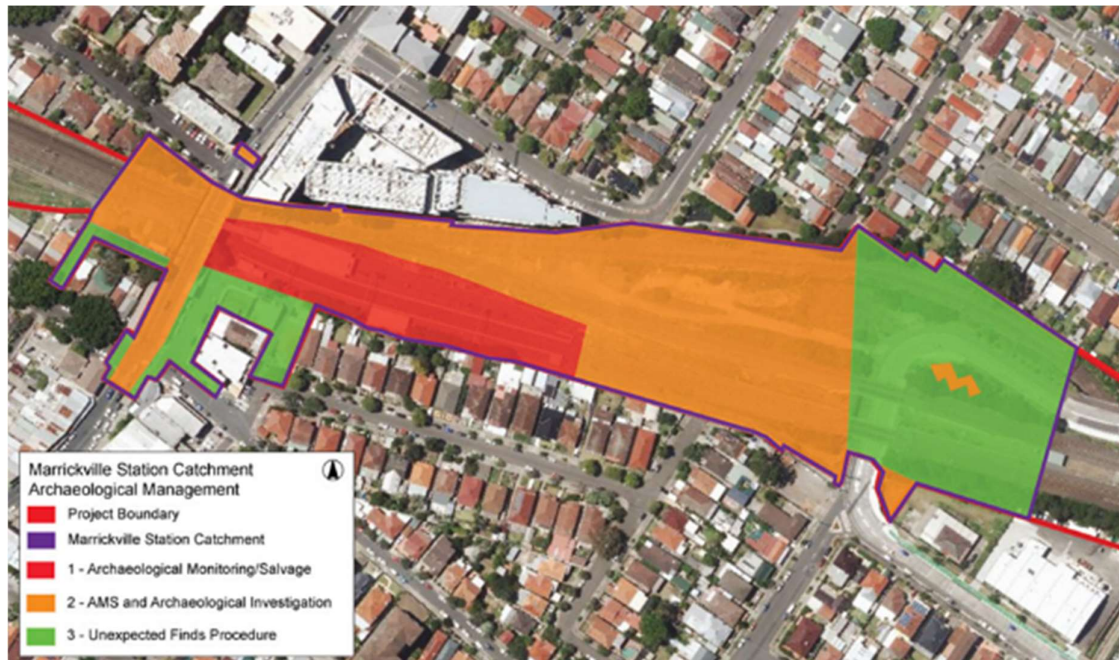 Marrickville Station Catchment
Archaeological Management
Project Boundary
Marrickville Station Catchment
1 - Archaeological Monitoring/Salvage
2 - AMS and Archaeological Investigation
3 - Unexpected Finds Procedure